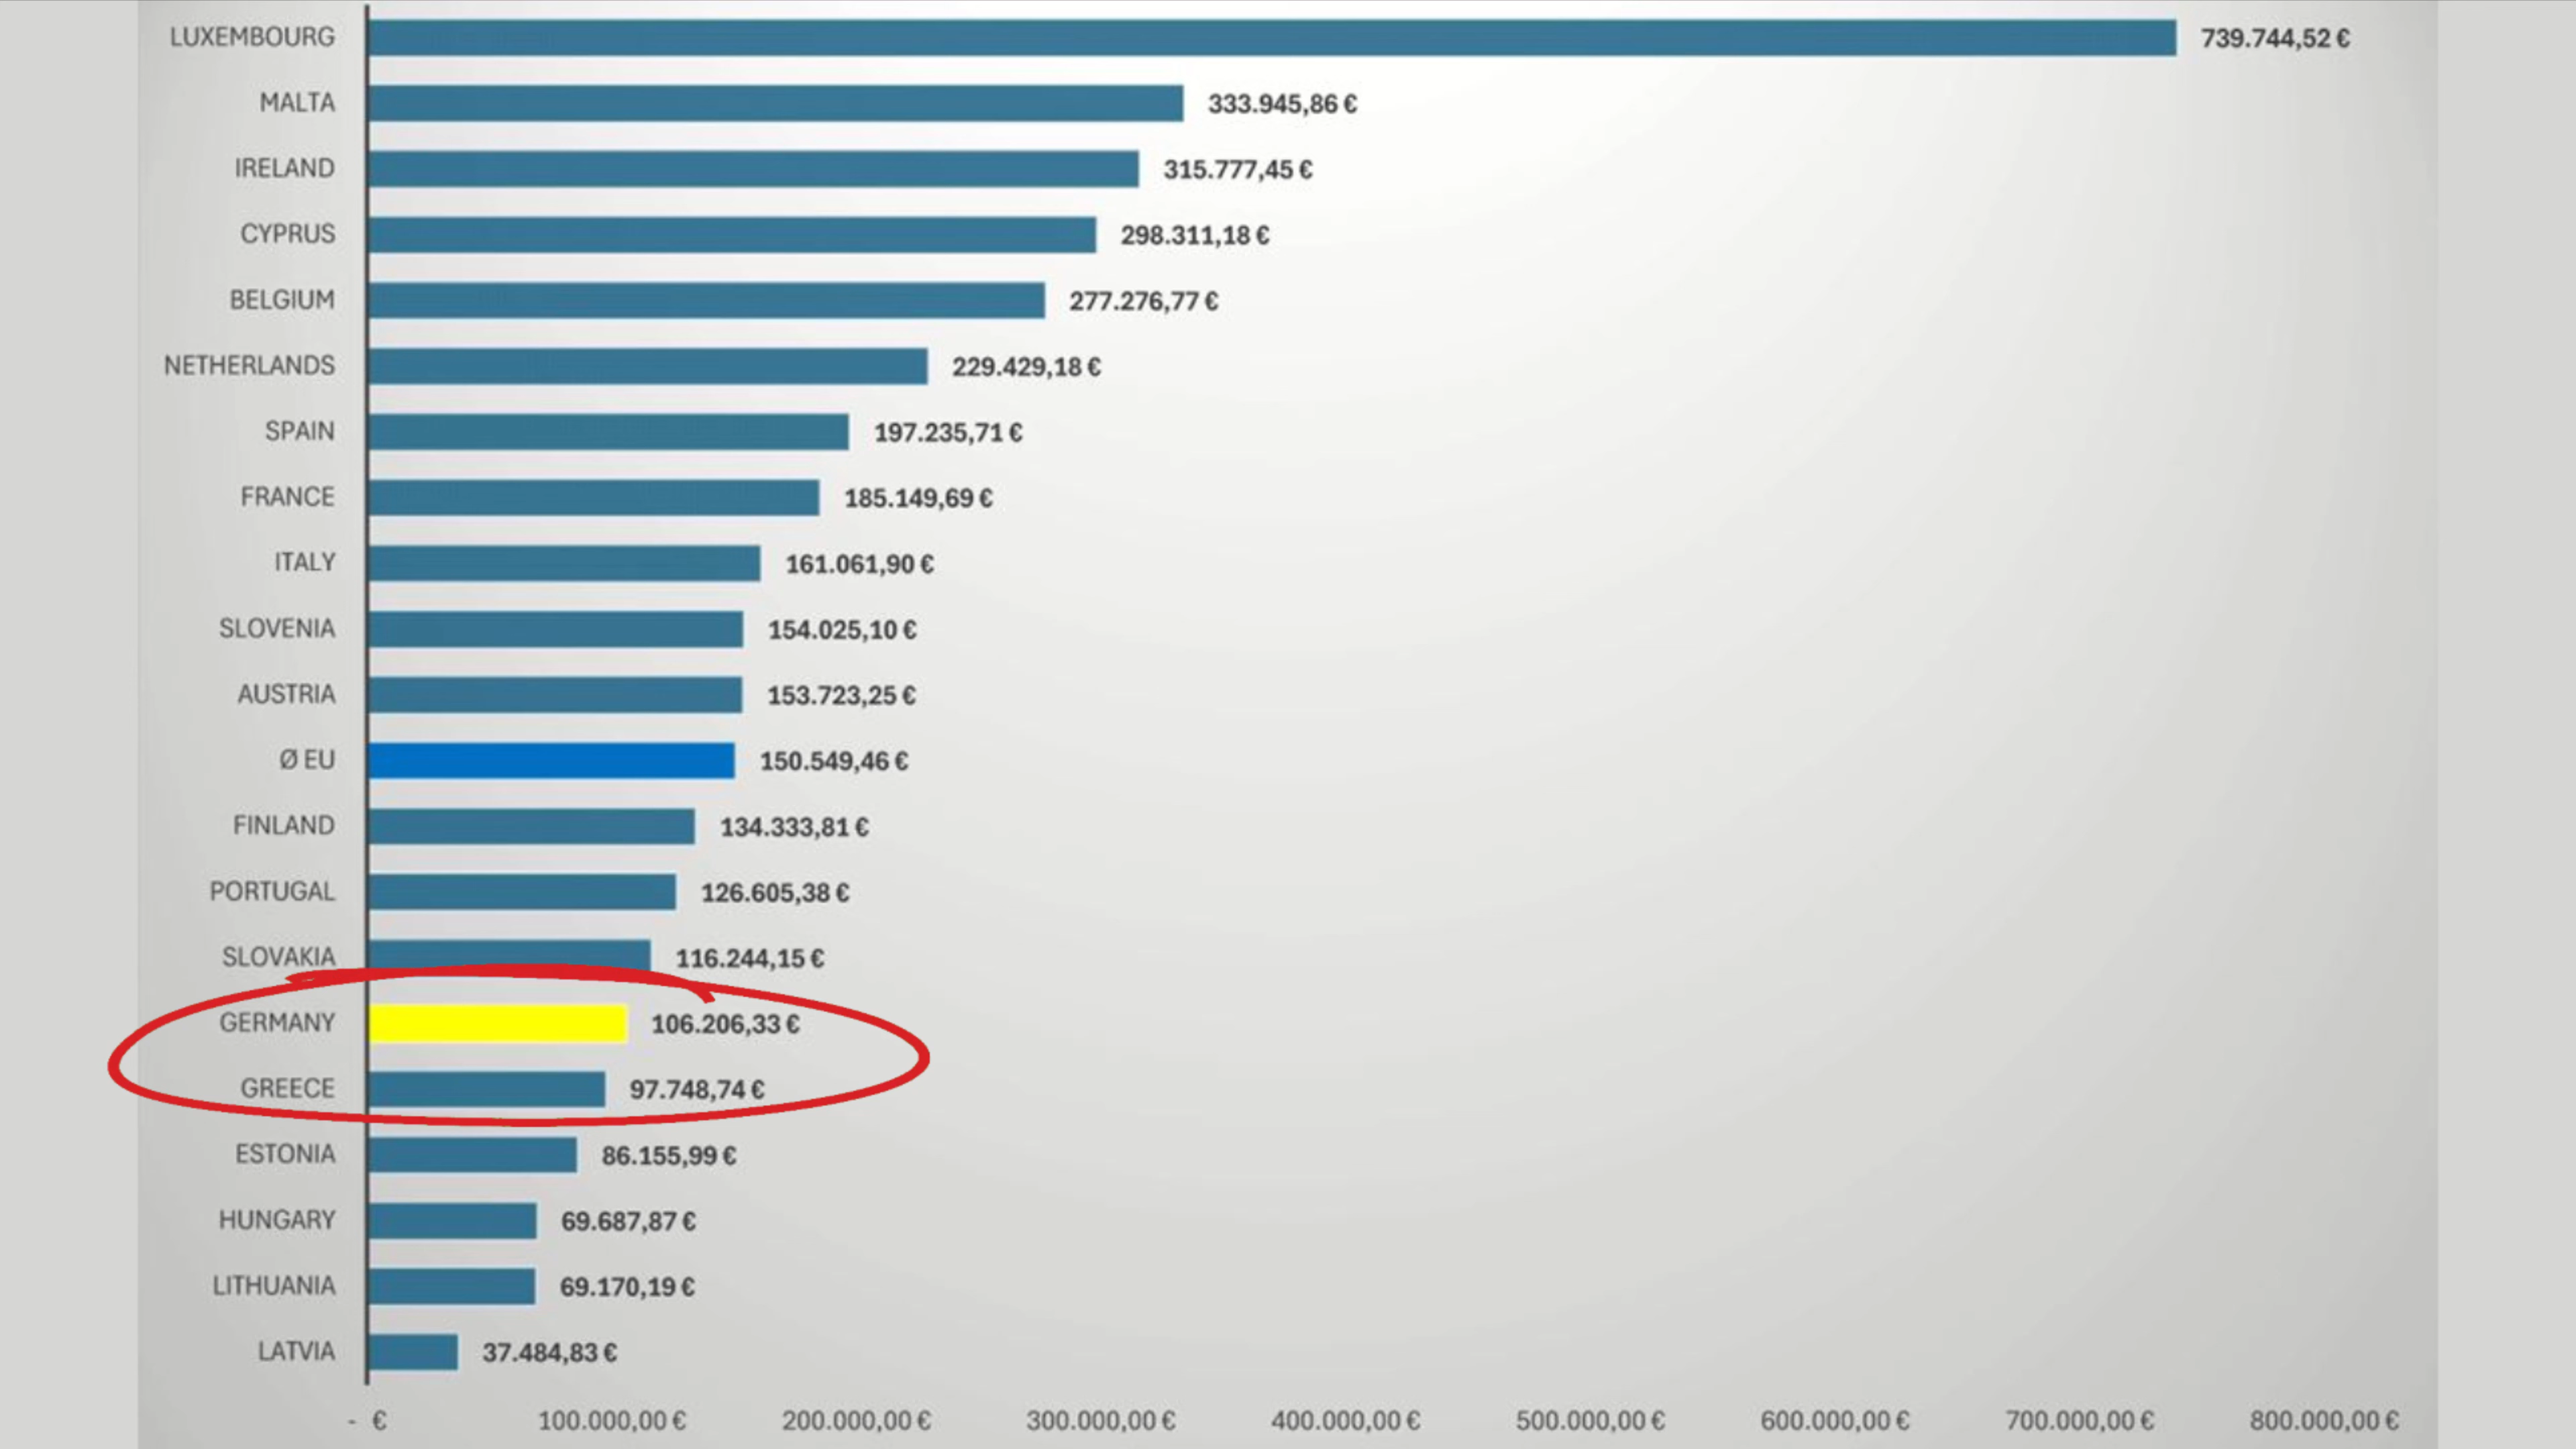 LUXEMBOURG 739.744,52 €
MALTA 333.945,86 €
IRELAND 315.777,45 €
CYPRUS 298.311,18 €
BELGIUM 277.276,77 €
NETHERLANDS 229.429,18 €
SPAIN 197.235,71 €
FRANCE 185.149,69 €
ITALY 161.061,90 €
SLOVENIA 154.025,10 €
AUSTRIA 153.723,25 €
Ø EU 150.549,46 €
FINLAND 134.333,81 €
PORTUGAL 126.605,38 €
SLOVAKIA 116.244,15 €
GERMANY 106.206,33 €
GREECE 97.748,74 €
ESTONIA 86.155,99 €
HUNGARY 69.687,87 €
LITHUANIA 69.170,19 €
LATVIA 37.484,83 €
- € 100.000,00 € 200.000,00 € 300.000,00 € 400.000,00 € 500.000,00 € 600.000,00 € 700.000,00 € 800.000,00 €